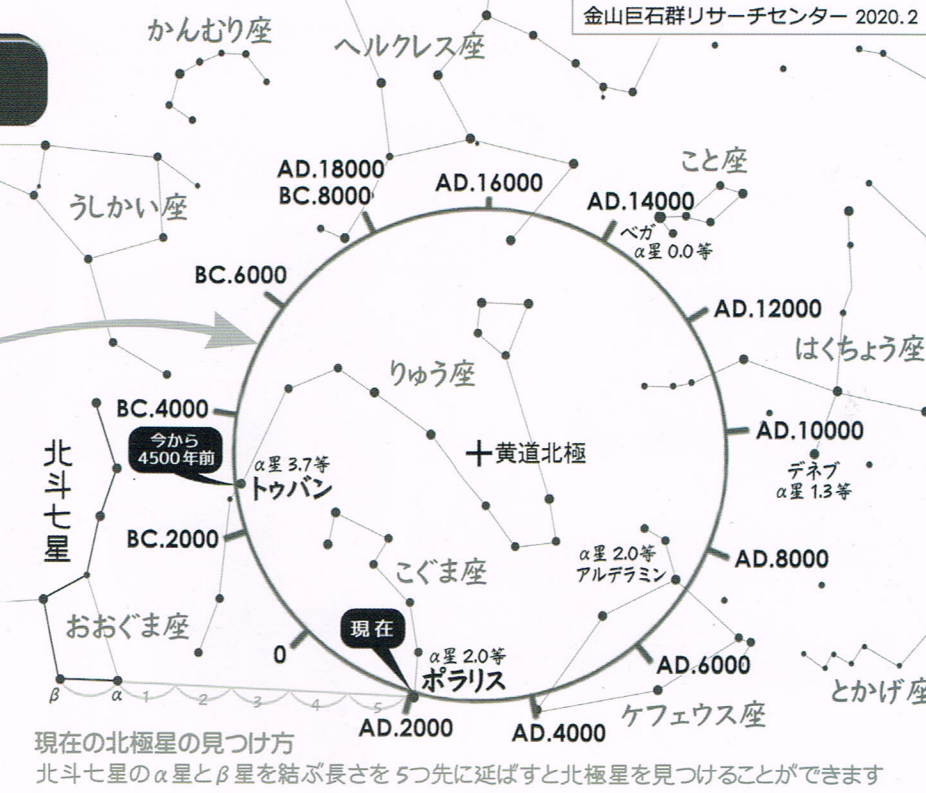 金山巨石群リサーチセンター 2020.2
かんむり座
ヘルクレス座
こと座
AD.18000
BC.8000
AD.16000
AD.14000
ベガ
α星 0.0等
うしかい座
BC.6000
AD.12000
はくちょう座
りゅう座
BC.4000
AD.10000
今から
4500年前
北斗七星
黄道北極
α星 3.7等
トゥバン
デネブ
α星 1.3等
BC.2000
AD.8000
α星 2.0等
アルデラミン
こぐま座
おおぐま座
現在
0
α星 2.0等
ポラリス
AD.6000
とかげ座
β α 1 2 3 4 5
AD.2000
AD.4000
ケフェウス座
現在の北極星の見つけ方
北斗七星のα星とβ星を結ぶ長さを5つ先に延ばすと北極星を見つけることができます